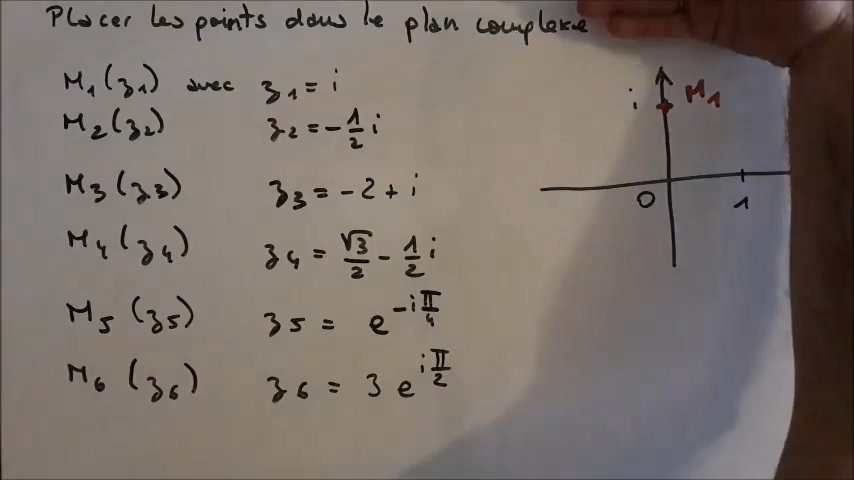 Placer les points dans le plan complexe
M₁(z₁) avec z₁ = i
M₂(z₂) z₂ = -1/2 i
M₃(z₃) z₃ = -2 + i
M₄(z₄) z₄ = √3/2 - 1/2 i
M₅(z₅) z₅ = e^(-iπ/4)
M₆(z₆) z₆ = 3 e^(iπ/2)
i M₁
O 1